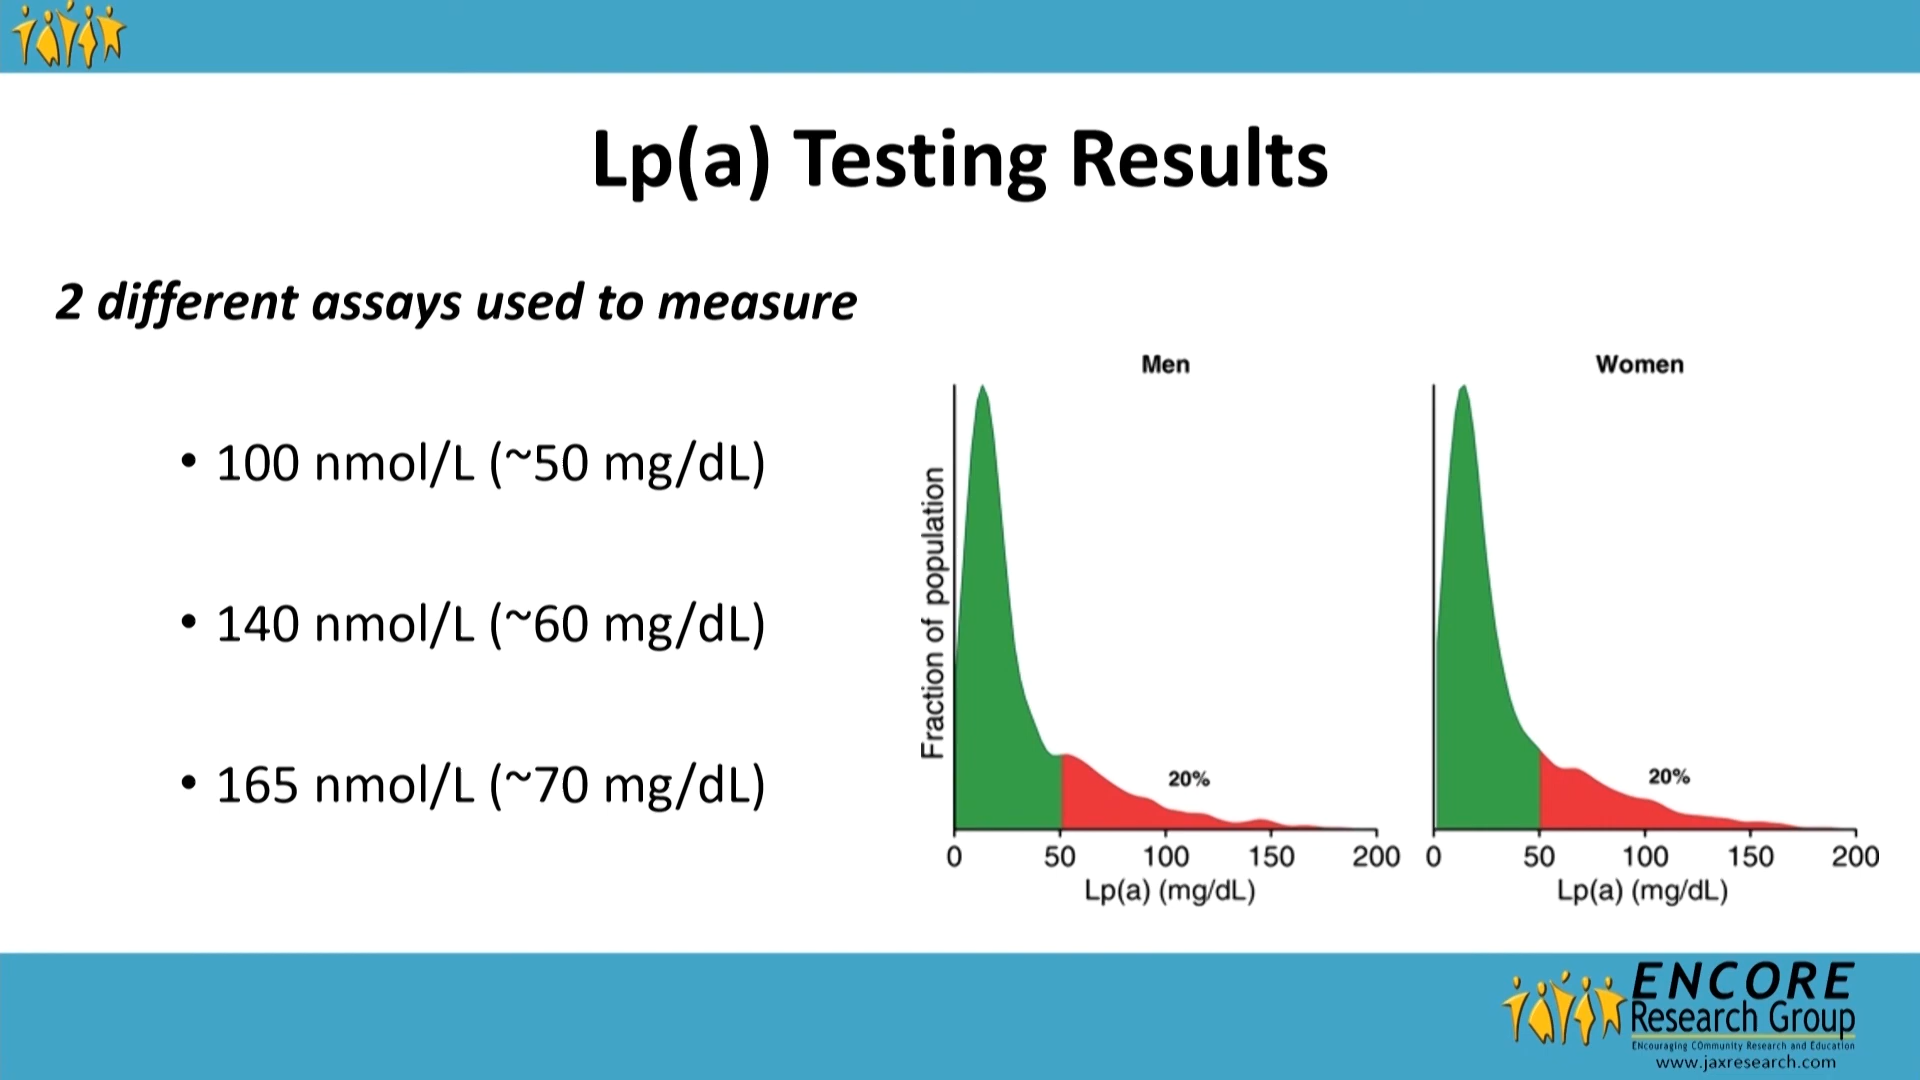 Lp(a) Testing Results
2 different assays used to measure
• 100 nmol/L (~50 mg/dL)
• 140 nmol/L (~60 mg/dL)
• 165 nmol/L (~70 mg/dL)
Men
Fraction of population
20%
0 50 100 150 200
Lp(a) (mg/dL)
Women
20%
0 50 100 150 200
Lp(a) (mg/dL)
ENCORE
Research Group
ENcouraging COmmunity Research and Education
www.jaxresearch.com